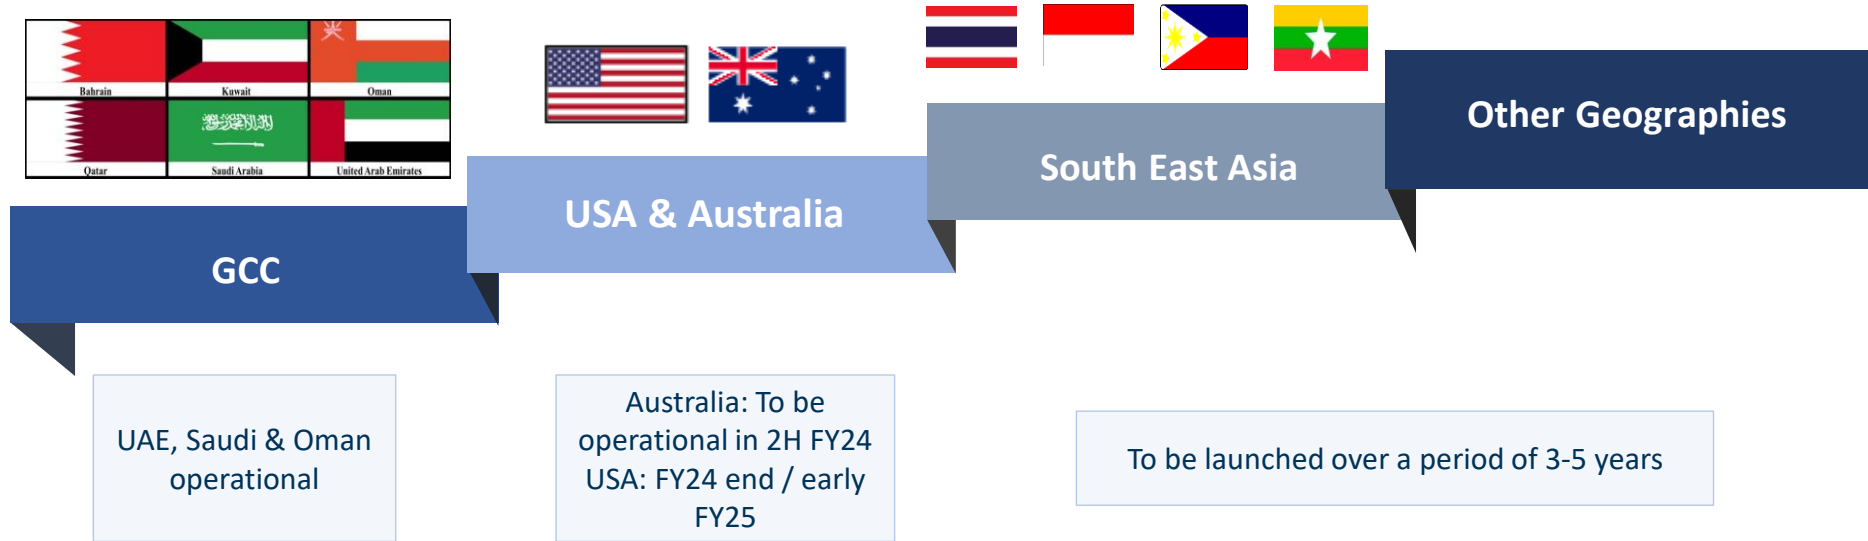 Bahrain
Kuwait
Oman
Qatar
Saudi Arabia
United Arab Emirates
GCC
USA & Australia
South East Asia
Other Geographies
UAE, Saudi & Oman
operational
Australia: To be
operational in 2H FY24
USA: FY24 end / early
FY25
To be launched over a period of 3-5 years